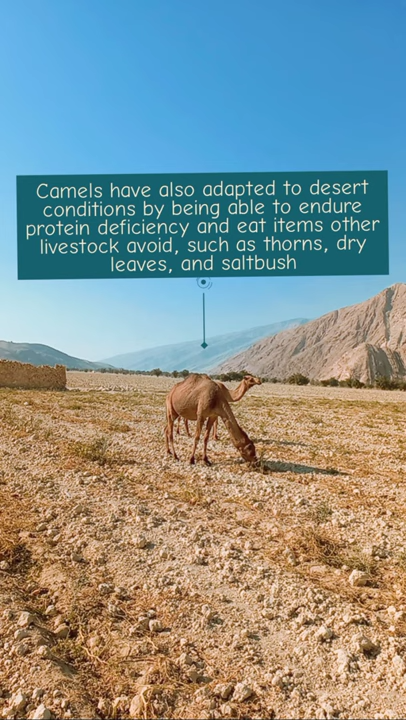 Camels have also adapted to desert
conditions by being able to endure
protein deficiency and eat items other
livestock avoid, such as thorns, dry
leaves, and saltbush